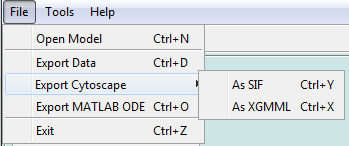 File Tools Help
Open Model Ctrl+N
Export Data Ctrl+D
Export Cytoscape
As SIF Ctrl+Y
Export MATLAB ODE Ctrl+O
As XGMML Ctrl+X
Exit Ctrl+Z